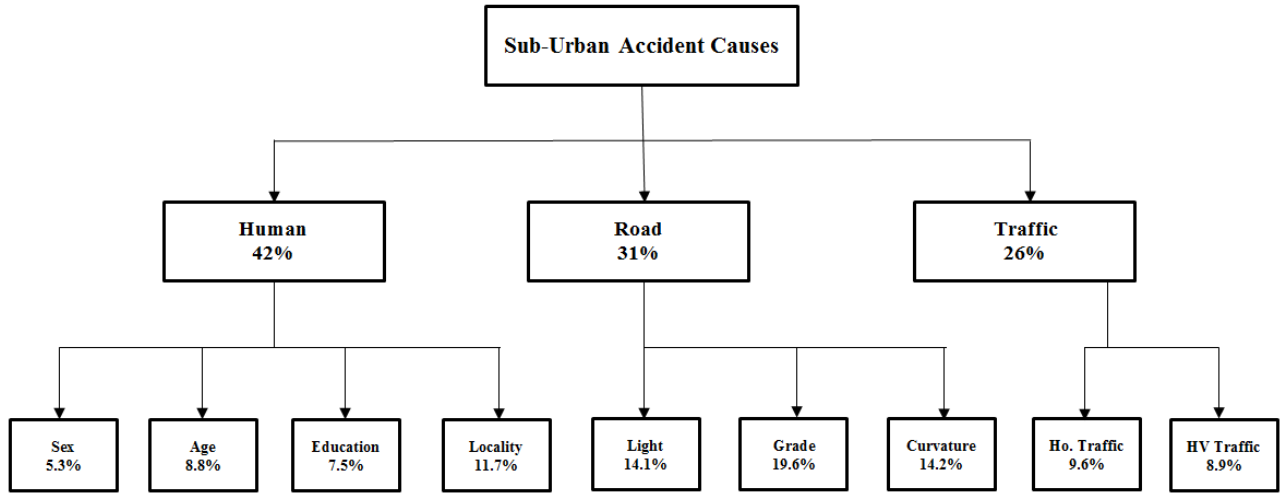 Sub-Urban Accident Causes
Human
42%
Road
31%
Traffic
26%
Sex
5.3%
Age
8.8%
Education
7.5%
Locality
11.7%
Light
14.1%
Grade
19.6%
Curvature
14.2%
Ho. Traffic
9.6%
HV Traffic
8.9%